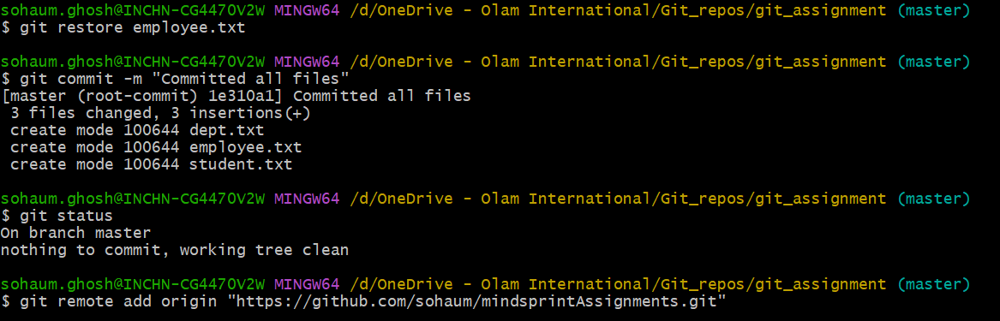 sohaum.ghosh@INCHN-CG4470V2W MINGW64 /d/OneDrive - Olam International/Git_repos/git_assignment (master)
$ git restore employee.txt
sohaum.ghosh@INCHN-CG4470V2W MINGW64 /d/OneDrive - Olam International/Git_repos/git_assignment (master)
$ git commit -m "Committed all files"
[master (root-commit) 1e310a1] Committed all files
 3 files changed, 3 insertions(+)
 create mode 100644 dept.txt
 create mode 100644 employee.txt
 create mode 100644 student.txt
sohaum.ghosh@INCHN-CG4470V2W MINGW64 /d/OneDrive - Olam International/Git_repos/git_assignment (master)
$ git status
On branch master
nothing to commit, working tree clean
sohaum.ghosh@INCHN-CG4470V2W MINGW64 /d/OneDrive - Olam International/Git_repos/git_assignment (master)
$ git remote add origin "https://github.com/sohaum/mindsprintAssignments.git"